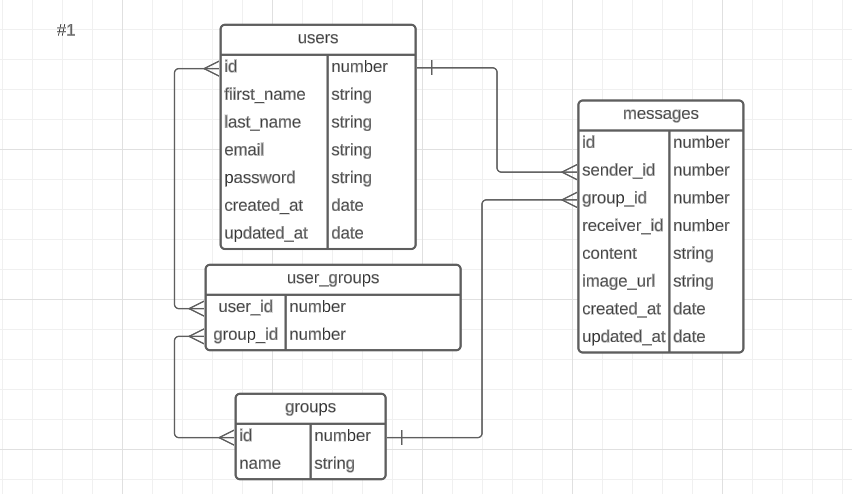 #1
users
id number
fiirst_name string
last_name string
email string
password string
created_at date
updated_at date
user_groups
user_id number
group_id number
groups
id number
name string
messages
id number
sender_id number
group_id number
receiver_id number
content string
image_url string
created_at date
updated_at date